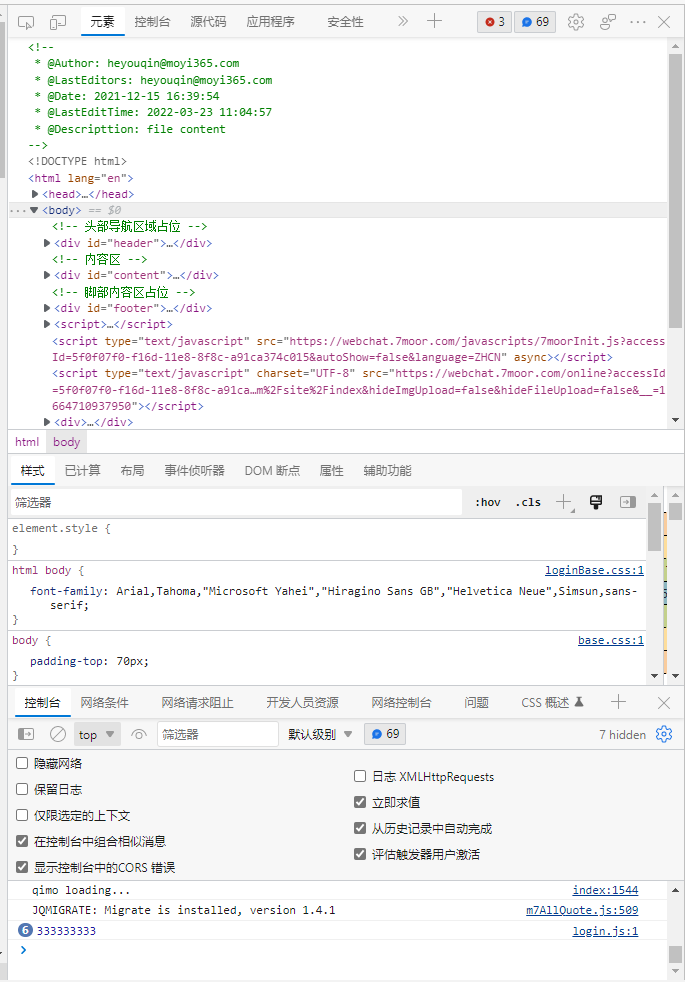 元素 控制台 源代码 应用程序 安全性 3 69
<!--
* @Author: heyouqin@moyi365.com
* @LastEditors: heyouqin@moyi365.com
* @Date: 2021-12-15 16:39:54
* @LastEditTime: 2022-03-23 11:04:57
* @Descripttion: file content
-->
<!DOCTYPE html>
<html lang="en">
<head>…</head>
<body> == $0
<!-- 头部导航区域占位 -->
<div id="header">…</div>
<!-- 内容区 -->
<div id="content">…</div>
<!-- 脚部内容区占位 -->
<div id="footer">…</div>
<script>…</script>
<script type="text/javascript" src="https://webchat.7moor.com/javascripts/7moorInit.js?access
Id=5f0f07f0-f16d-11e8-8f8c-a91ca374c015&autoShow=false&language=ZHCN" async></script>
<script type="text/javascript" charset="UTF-8" src="https://webchat.7moor.com/online?accessId
=5f0f07f0-f16d-11e8-8f8c-a91ca…m%2Fsite%2Findex&hideImgUpload=false&hideFileUpload=false&__=1
664710937950"></script>
<div>…</div>
html body
样式 已计算 布局 事件侦听器 DOM 断点 属性 辅助功能
筛选器 :hov .cls
element.style {
}
html body { loginBase.css:1
font-family: Arial,Tahoma,"Microsoft Yahei","Hiragino Sans GB","Helvetica Neue",Simsun,sans-
serif;
}
body { base.css:1
padding-top: 70px;
}
控制台 网络条件 网络请求阻止 开发人员资源 网络控制台 问题 CSS 概述
top 筛选器 默认级别 69 7 hidden
隐藏网络
日志 XMLHttpRequests
保留日志
立即求值
仅限选定的上下文
从历史记录中自动完成
在控制台中组合相似消息
评估触发器用户激活
显示控制台中的CORS 错误
qimo loading... index:1544
JQMIGRATE: Migrate is installed, version 1.4.1 m7AllQuote.js:509
6 333333333 login.js:1